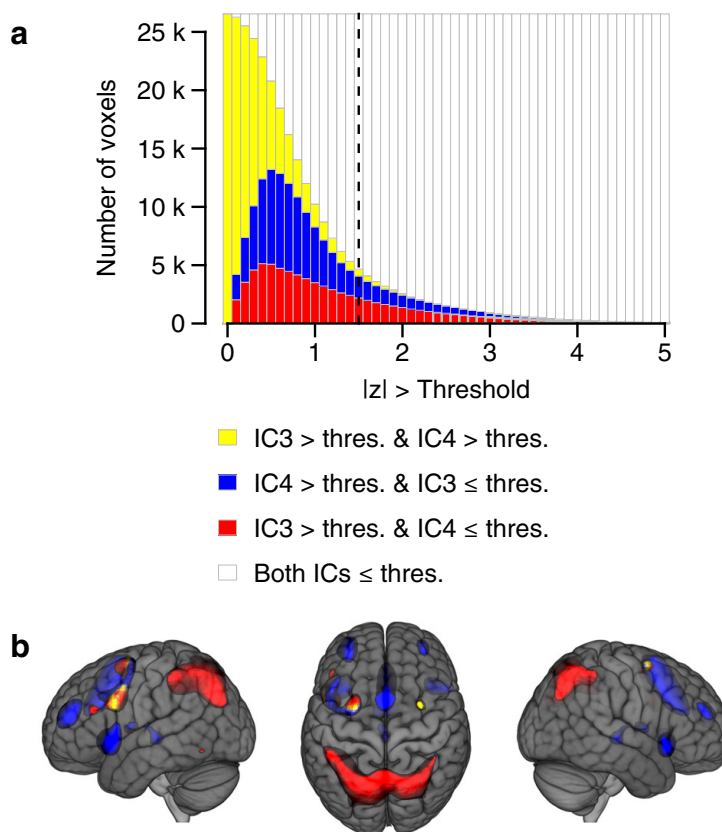 a
25 k
20 k
15 k
10 k
5 k
0
Number of voxels
0 1 2 3 4 5
|z| > Threshold
IC3 > thres. & IC4 > thres.
IC4 > thres. & IC3 ≤ thres.
IC3 > thres. & IC4 ≤ thres.
Both ICs ≤ thres.
b